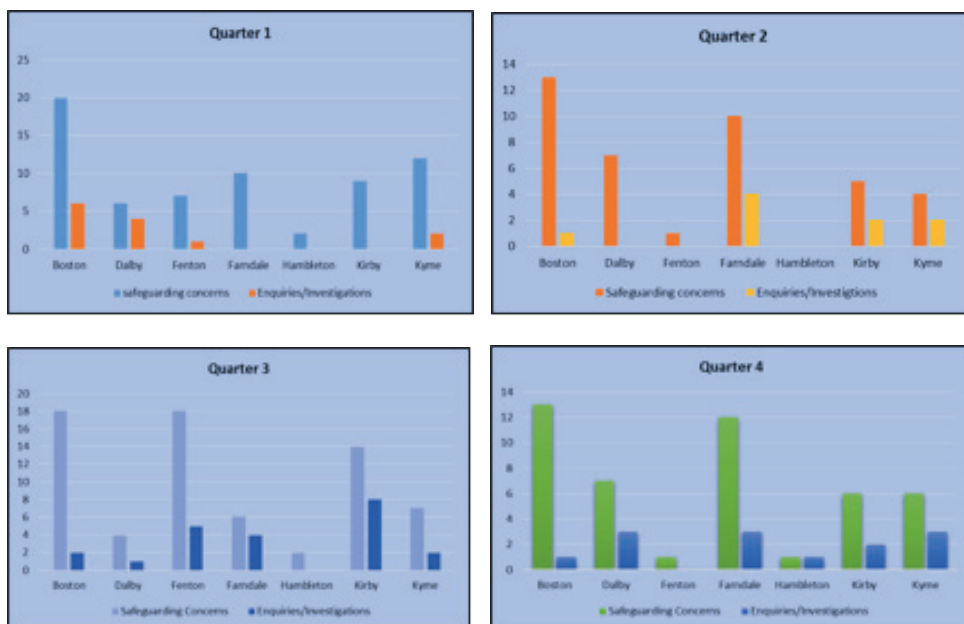 Quarter 1
25
20
15
10
5
0
Boston Dalby Fenton Farndale Hambleton Kirby Kyme
safeguarding concerns Enquiries/Investigations
Quarter 2
14
12
10
8
6
4
2
0
Boston Dalby Fenton Farndale Hambleton Kirby Kyme
Safeguarding concerns Enquiries/Investigtions
Quarter 3
20
18
16
14
12
10
8
6
4
2
0
Boston Dalby Fenton Farndale Hambleton Kirby Kyme
Safeguarding Concerns Enquiries/Investigations
Quarter 4
14
12
10
8
6
4
2
0
Boston Dalby Fenton Farndale Hambleton Kirby Kyme
Safeguarding Concerns Enquiries/Investigations